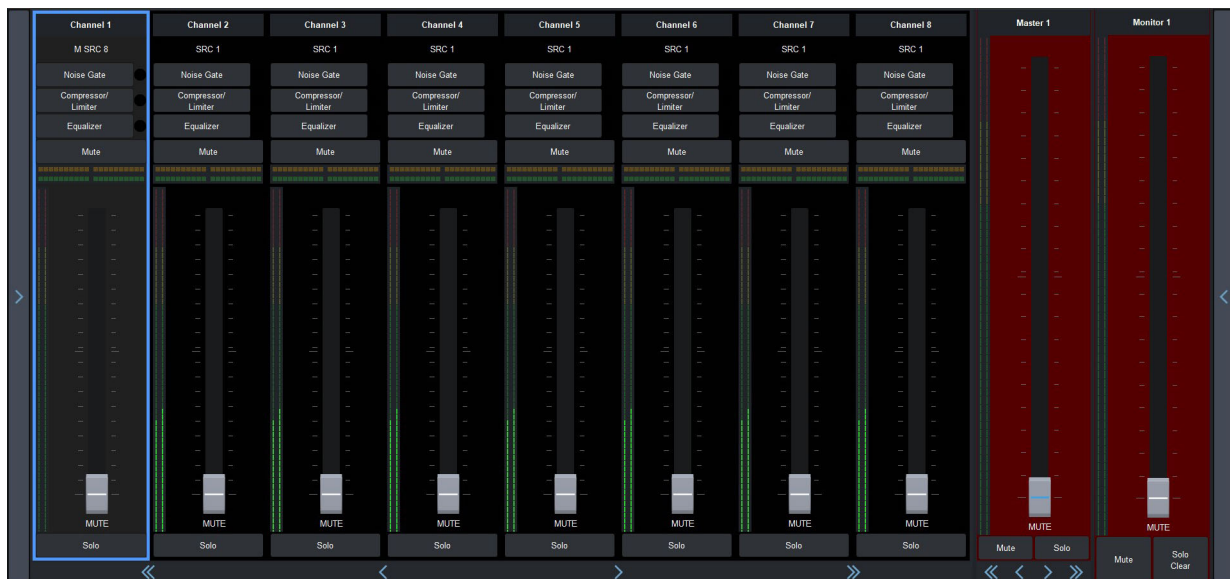 Channel 1 Channel 2 Channel 3 Channel 4 Channel 5 Channel 6 Channel 7 Channel 8 Master 1 Monitor 1
M SRC 8 SRC 1 SRC 1 SRC 1 SRC 1 SRC 1 SRC 1 SRC 1
Noise Gate Noise Gate Noise Gate Noise Gate Noise Gate Noise Gate Noise Gate Noise Gate
Compressor/ Compressor/ Compressor/ Compressor/ Compressor/ Compressor/ Compressor/ Compressor/
Limiter Limiter Limiter Limiter Limiter Limiter Limiter Limiter
Equalizer Equalizer Equalizer Equalizer Equalizer Equalizer Equalizer Equalizer
Mute Mute Mute Mute Mute Mute Mute Mute
MUTE MUTE MUTE MUTE MUTE MUTE MUTE MUTE MUTE MUTE
Solo Solo Solo Solo Solo Solo Solo Solo Mute Solo Mute Solo
Clear